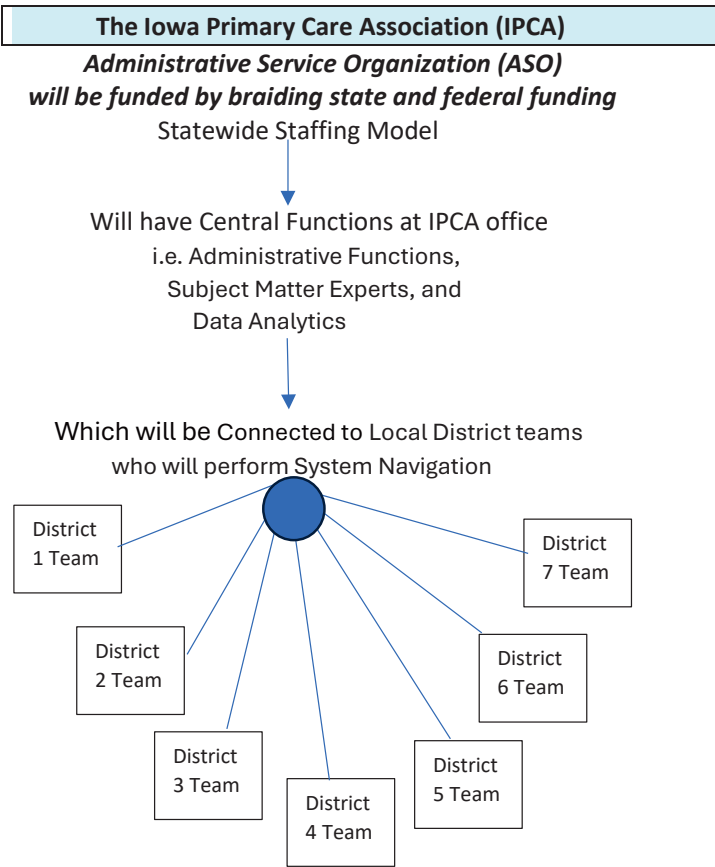 The Iowa Primary Care Association (IPCA)
Administrative Service Organization (ASO)
will be funded by braiding state and federal funding
Statewide Staffing Model
Will have Central Functions at IPCA office
i.e. Administrative Functions,
Subject Matter Experts, and
Data Analytics
Which will be Connected to Local District teams
who will perform System Navigation
District
1 Team
District
2 Team
District
3 Team
District
4 Team
District
5 Team
District
6 Team
District
7 Team